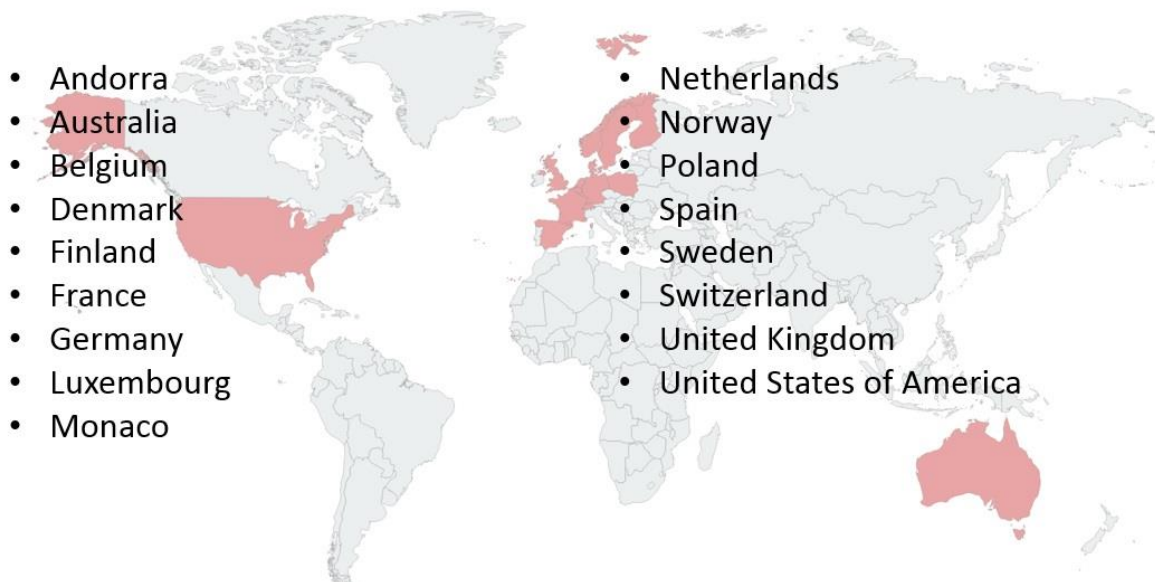 • Andorra
• Australia
• Belgium
• Denmark
• Finland
• France
• Germany
• Luxembourg
• Monaco
• Netherlands
• Norway
• Poland
• Spain
• Sweden
• Switzerland
• United Kingdom
• United States of America